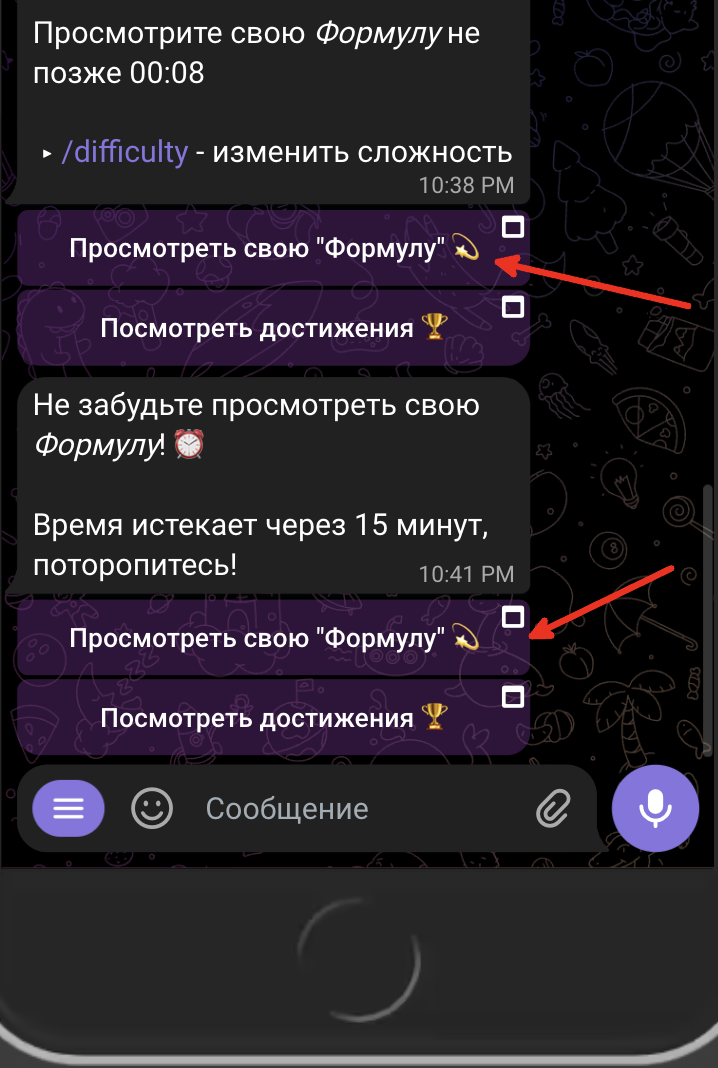 Просмотрите свою Формулу не
позже 00:08
▸ /difficulty - изменить сложность
10:38 PM
Просмотреть свою "Формулу" 💫
Посмотреть достижения 🏆
Не забудьте просмотреть свою
Формулу! ⏰
Время истекает через 15 минут,
поторопитесь!
10:41 PM
Просмотреть свою "Формулу" 💫
Посмотреть достижения 🏆
Сообщение